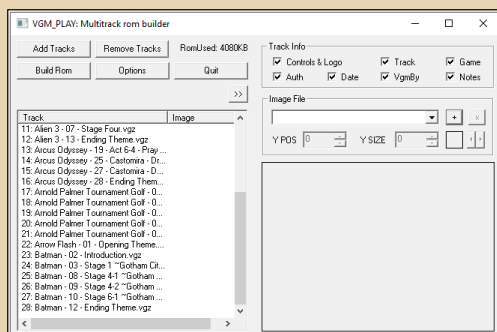 VGM_PLAY: Multitrack rom builder
Add Tracks
Remove Tracks
RomUsed: 4080KB
Build Rom
Options
Quit
>>
Track Image
11: Alien 3 - 07 - Stage Four.vgz
12: Alien 3 - 13 - Ending Theme.vgz
13: Arcus Odyssey - 19 - Act 6-4 - Pray ...
14: Arcus Odyssey - 25 - Castomira - Dr...
15: Arcus Odyssey - 27 - Castomira - D...
16: Arcus Odyssey - 28 - Ending Them...
17: Arnold Palmer Tournament Golf - 0...
18: Arnold Palmer Tournament Golf - 0...
19: Arnold Palmer Tournament Golf - 0...
20: Arnold Palmer Tournament Golf - 0...
21: Arnold Palmer Tournament Golf - 0...
22: Arrow Flash - 01 - Opening Theme....
23: Batman - 02 - Introduction.vgz
24: Batman - 03 - Stage 1 ~Gotham Cit...
25: Batman - 08 - Stage 4-1 ~Gotham ...
26: Batman - 09 - Stage 4-2 ~Gotham ...
27: Batman - 10 - Stage 6-1 ~Gotham ...
28: Batman - 12 - Ending Theme.vgz
Track Info
Controls & Logo
Track
Game
Auth
Date
VgmBy
Notes
Image File
+
x
Y POS 0
Y SIZE 0